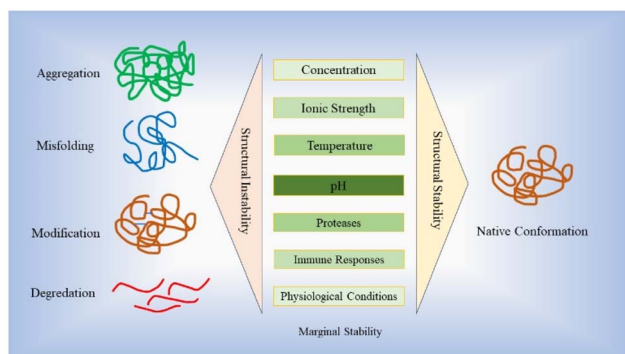 Aggregation
Misfolding
Modification
Degredation
Structural Instability
Concentration
Ionic Strength
Temperature
pH
Proteases
Immune Responses
Physiological Conditions
Marginal Stability
Structural Stability
Native Conformation